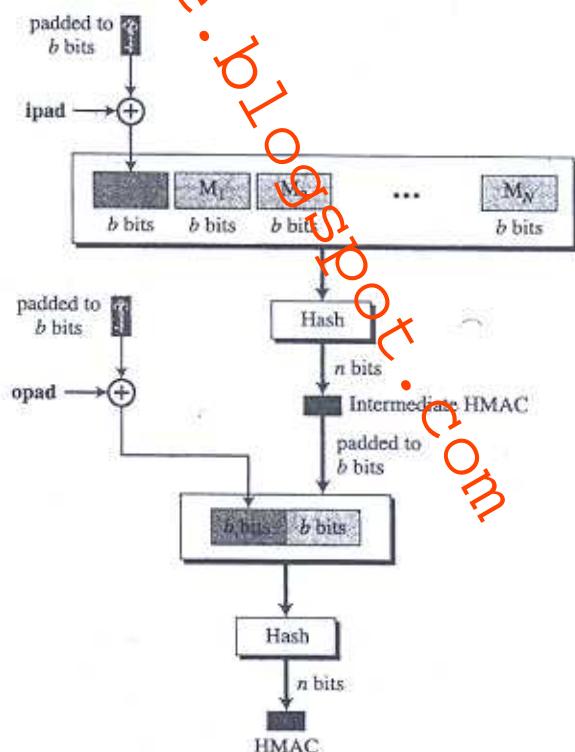 padded to
b bits
ipad
+
M1
...
MN
b bits
b bits
b bits
b bits
Hash
padded to
b bits
n bits
opad
+
Intermediate HMAC
padded to
b bits
b bits
b bits
Hash
n bits
HMAC
e.blogspot.com